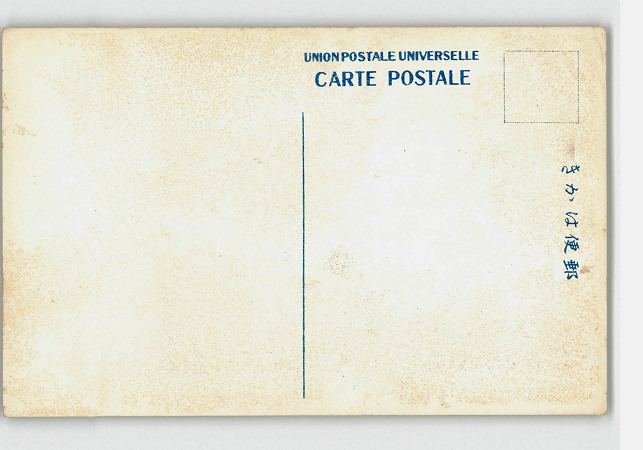 UNION POSTALE UNIVERSELLE
CARTE POSTALE
きかは便郵